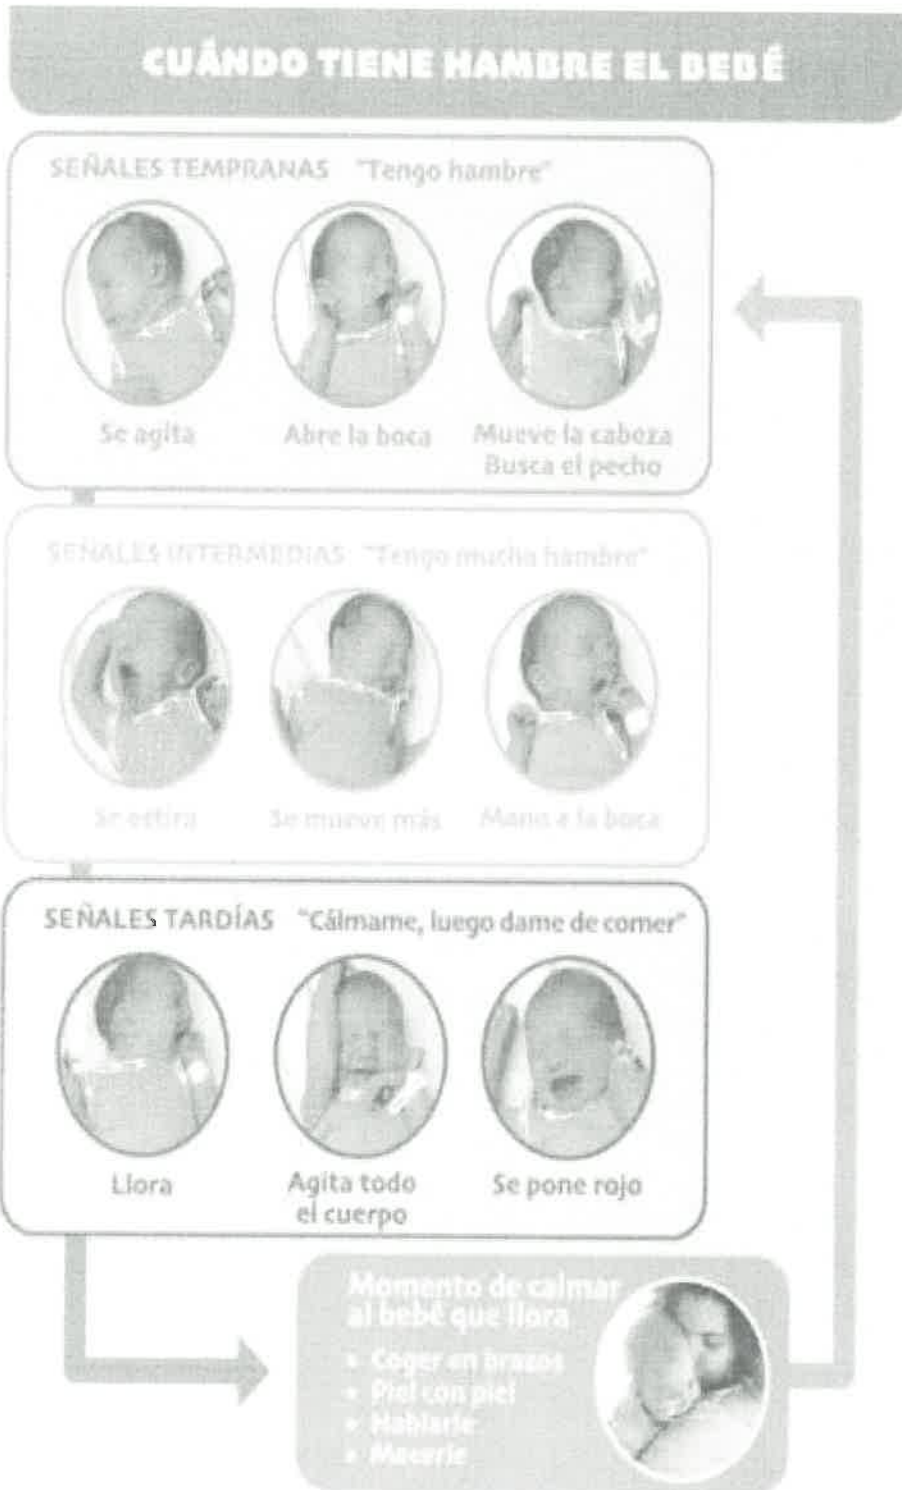 CUÁNDO TIENE HAMBRE EL BEBÉ
SEÑALES TEMPRANAS "Tengo hambre"
Se agita
Abre la boca
Mueve la cabeza
Busca el pecho
SEÑALES INTERMEDIAS "Tengo mucha hambre"
Se estira
Se mueve más
Mano a la boca
SEÑALES TARDÍAS "Cálmame, luego dame de comer"
Llora
Agita todo
el cuerpo
Se pone rojo
Momento de calmar
al bebé que llora
• Coger en brazos
• Piel con piel
• Hablarle
• Mecerle